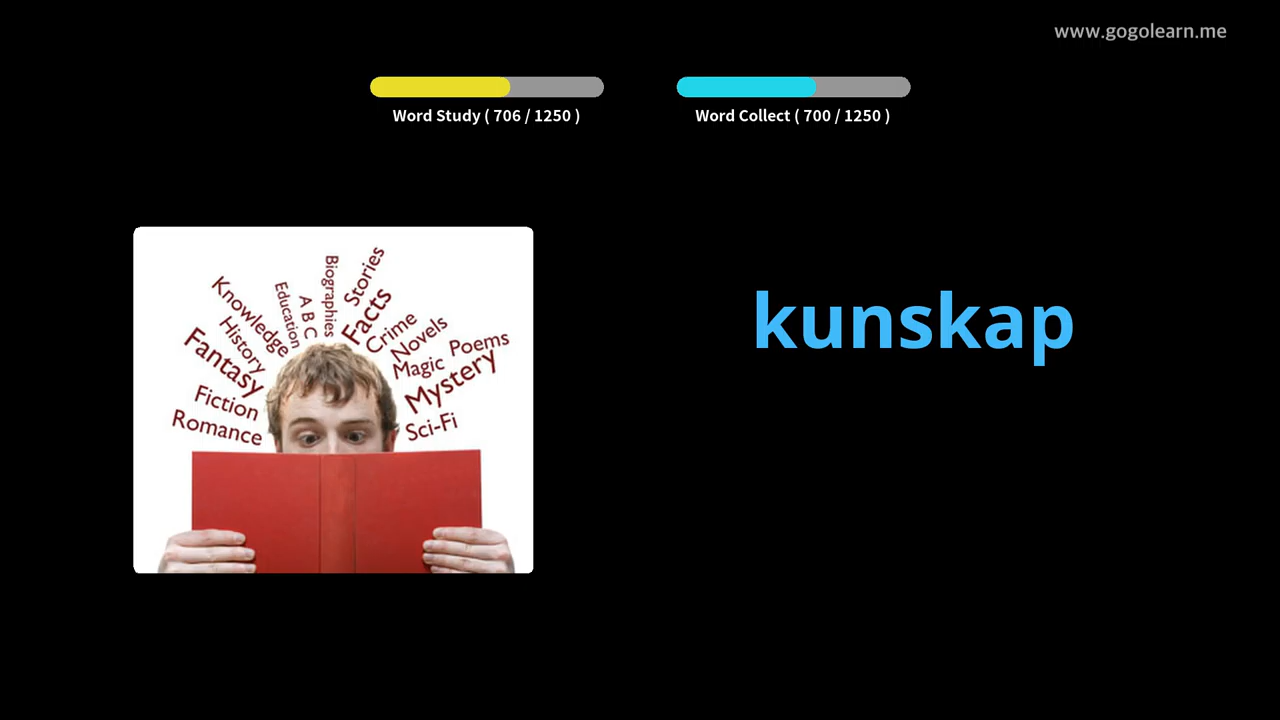 www.gogolearn.me
Word Study ( 706 / 1250 )
Word Collect ( 700 / 1250 )
kunskap
Romance
Fiction
Fantasy
History
Knowledge
Education
A B C
Biographies
Stories
Facts
Crime
Novels
Magic
Poems
Mystery
Sci-Fi